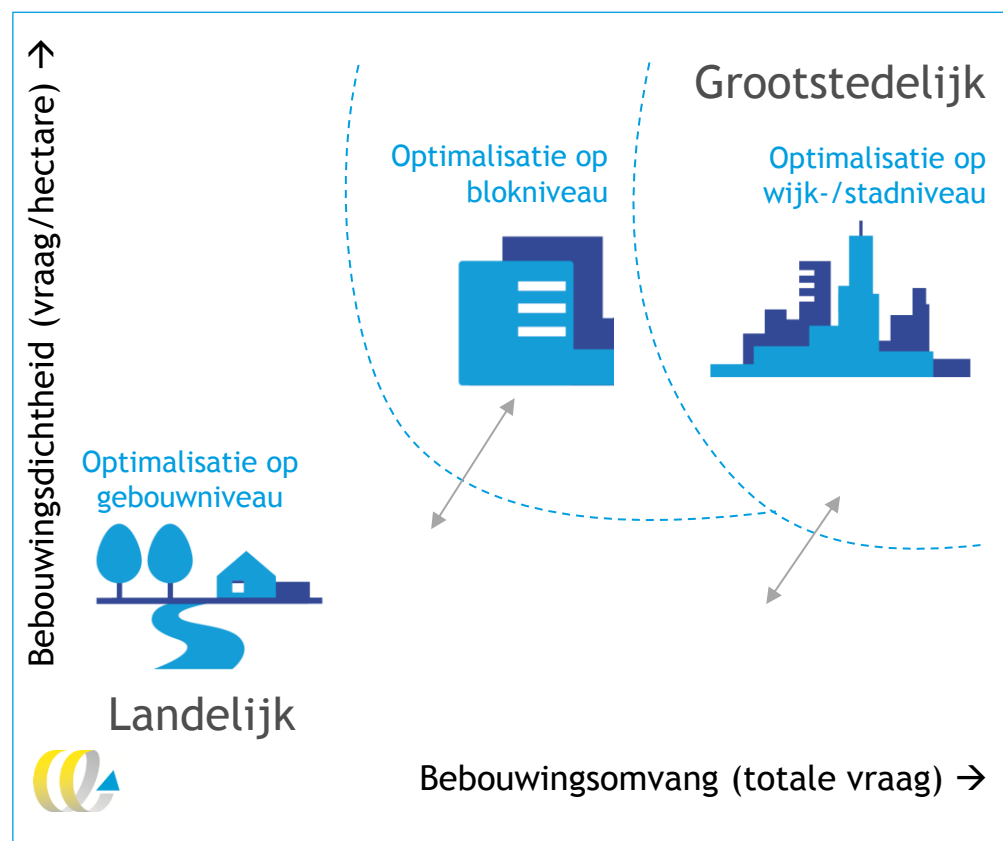 Bebouwingsdichtheid (vraag/hectare) →
Grootstedelijk
Optimalisatie op
blokniveau
Optimalisatie op
wijk-/stadniveau
Optimalisatie op
gebouwniveau
Landelijk
Bebouwingsomvang (totale vraag) →